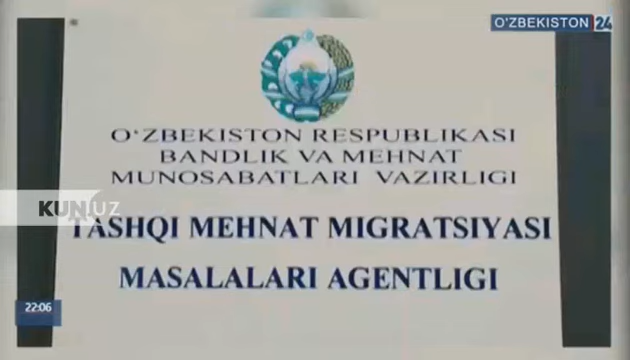 O'ZBEKISTON 24
O‘ZBEKISTON RESPUBLIKASI
BANDLIK VA MEHNAT
MUNOSABATLARI VAZIRLIGI
KUN.UZ
TASHQI MEHNAT MIGRATSIYASI
MASALALARI AGENTLIGI
22:06